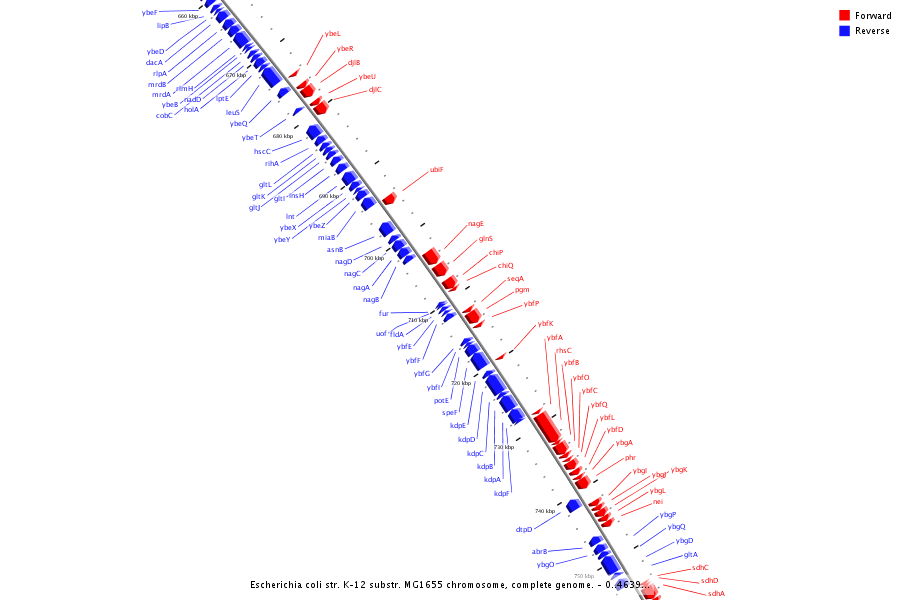 Forward
Reverse
ybeF
660 kbp
lipB
ybeL
ybeR
ybeD
djlB
dacA
ybeU
rlpA
670 kbp
mrdB
rlmH
djlC
mrdA
nadD
lptE
ybeB
holA
cobC
leuS
ybeQ
ybeT
680 kbp
hscC
rihA
ubiF
gltL
gltK
gltI
insH
690 kbp
gltJ
lnt
ybeX
ybeZ
nagE
ybeY
miaB
glnS
asnB
chiP
nagD
700 kbp
chiQ
nagC
seqA
nagA
pgm
nagB
ybfP
fur
710 kbp
ybfK
uof
fldA
ybfA
ybfE
rhsC
ybfF
ybfB
ybfG
ybfO
720 kbp
ybfI
ybfC
potE
ybfQ
speF
ybfL
kdpE
ybfD
kdpD
ybgA
730 kbp
kdpC
phr
kdpB
ybgI
ybgJ
ybgK
kdpA
ybgL
kdpF
nei
740 kbp
ybgP
dtpD
ybgQ
ybgD
abrB
gltA
ybgO
sdhC
750 kbp
sdhD
Escherichia coli str. K-12 substr. MG1655 chromosome, complete genome. - 0..4639...
sdhA